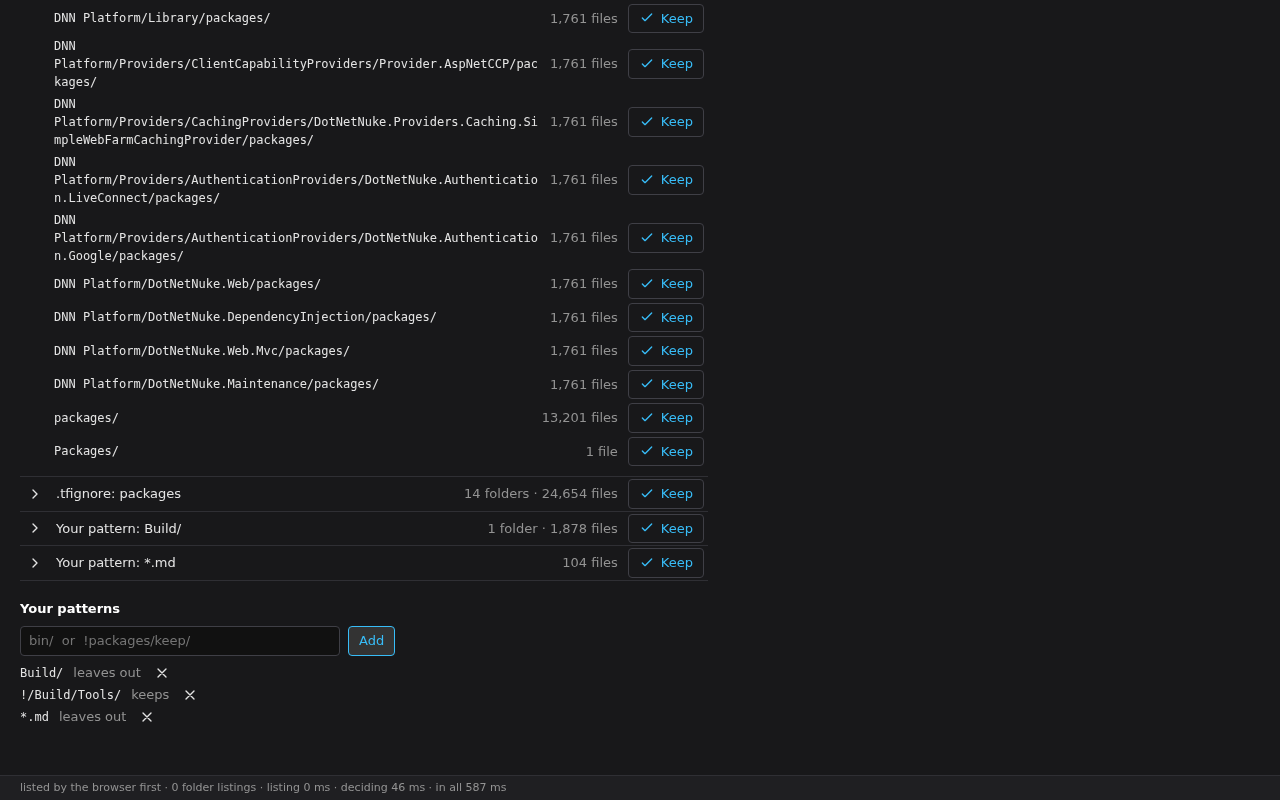 DNN Platform/Library/packages/ 1,761 files Keep
DNN
Platform/Providers/ClientCapabilityProviders/Provider.AspNetCCP/pac 1,761 files Keep
kages/
DNN
Platform/Providers/CachingProviders/DotNetNuke.Providers.Caching.Si 1,761 files Keep
mpleWebFarmCachingProvider/packages/
DNN
Platform/Providers/AuthenticationProviders/DotNetNuke.Authenticatio 1,761 files Keep
n.LiveConnect/packages/
DNN
Platform/Providers/AuthenticationProviders/DotNetNuke.Authenticatio 1,761 files Keep
n.Google/packages/
DNN Platform/DotNetNuke.Web/packages/ 1,761 files Keep
DNN Platform/DotNetNuke.DependencyInjection/packages/ 1,761 files Keep
DNN Platform/DotNetNuke.Web.Mvc/packages/ 1,761 files Keep
DNN Platform/DotNetNuke.Maintenance/packages/ 1,761 files Keep
packages/ 13,201 files Keep
Packages/ 1 file Keep
.tfignore: packages 14 folders · 24,654 files Keep
Your pattern: Build/ 1 folder · 1,878 files Keep
Your pattern: *.md 104 files Keep
Your patterns
bin/ or !packages/keep/ Add
Build/ leaves out
!/Build/Tools/ keeps
*.md leaves out
listed by the browser first · 0 folder listings · listing 0 ms · deciding 46 ms · in all 587 ms